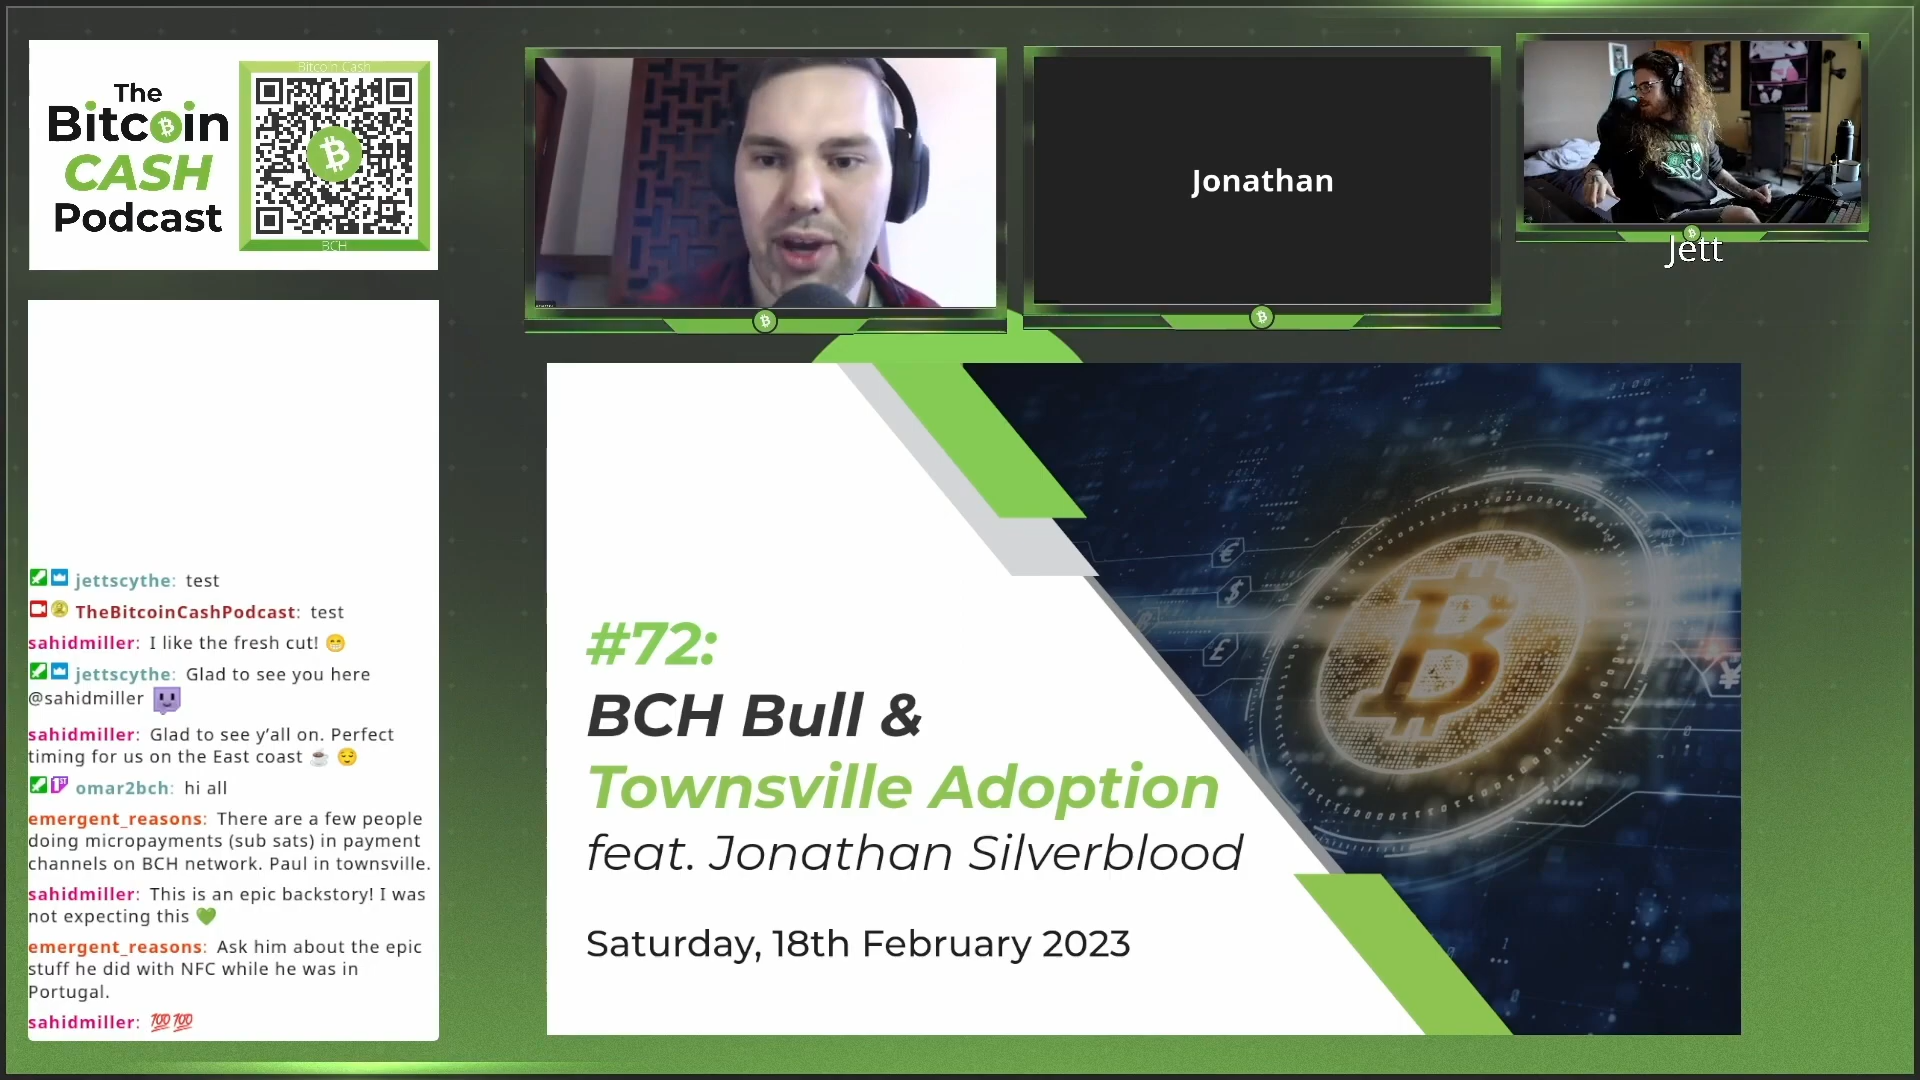 The
Bitcoin
CASH
Podcast
Bitcoin Cash
BCH
Jonathan
Jett
jettscythe: test
TheBitcoinCashPodcast: test
sahidmiller: I like the fresh cut! 😁
jettscythe: Glad to see you here
@sahidmiller
sahidmiller: Glad to see y’all on. Perfect
timing for us on the East coast ☕ 😌
omar2bch: hi all
emergent_reasons: There are a few people
doing micropayments (sub sats) in payment
channels on BCH network. Paul in townsville.
sahidmiller: This is an epic backstory! I was
not expecting this 💚
emergent_reasons: Ask him about the epic
stuff he did with NFC while he was in
Portugal.
sahidmiller: 💯💯
#72:
BCH Bull &
Townsville Adoption
feat. Jonathan Silverblood
Saturday, 18th February 2023